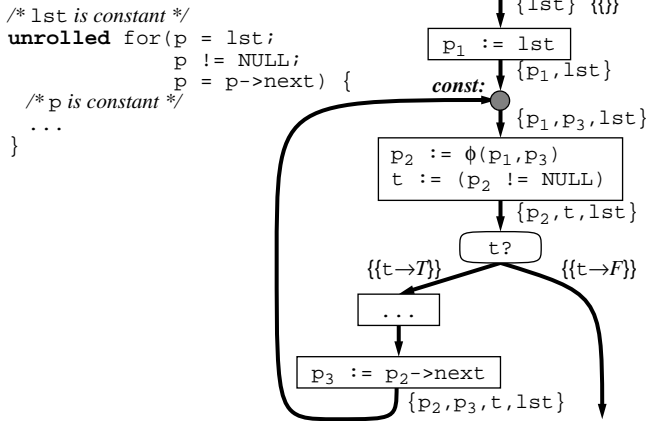 /* lst is constant */
unrolled for(p = lst;
p != NULL;
p = p->next) {
/* p is constant */
...
}
{lst} {{}}
p1 := lst
{p1,lst}
const:
{p1,p3,lst}
p2 := ϕ(p1,p3)
t := (p2 != NULL)
{p2,t,lst}
t?
{{t→T}}
{{t→F}}
...
p3 := p2->next
{p2,p3,t,lst}